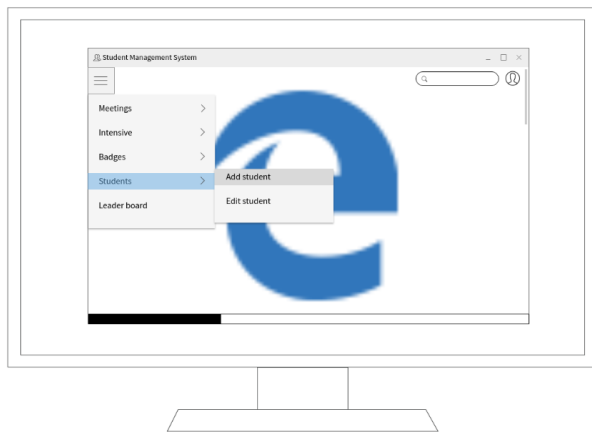 Student Management System
Meetings
Intensive
Badges
Students
Add student
Edit student
Leader board